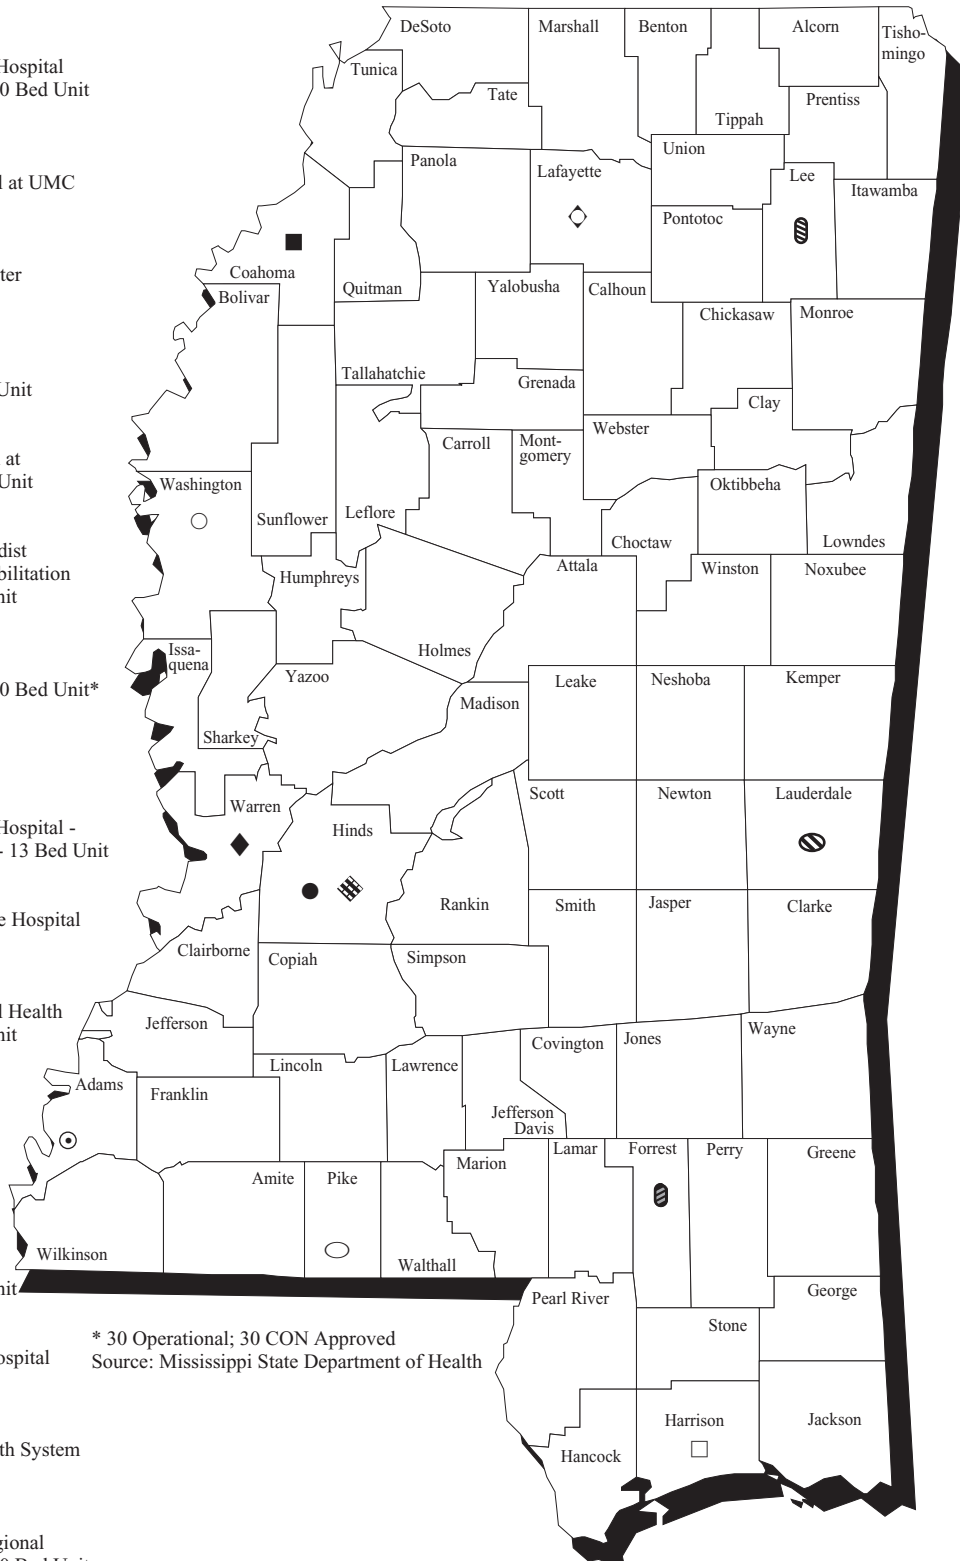 Hospital
0 Bed Unit
l at UMC
ter
Unit
at
Unit
dist
bilitation
nit
0 Bed Unit*
Hospital -
- 13 Bed Unit
e Hospital
l Health
nit
nit
ospital
th System
gional
0 Bed Unit
DeSoto
Marshall
Benton
Alcorn
Tisho-
mingo
Tunica
Tate
Tippah
Prentiss
Panola
Lafayette
Union
Lee
Itawamba
Pontotoc
Coahoma
Quitman
Bolivar
Yalobusha
Calhoun
Chickasaw
Monroe
Tallahatchie
Grenada
Clay
Webster
Carroll
Mont-
gomery
Washington
Sunflower
Leflore
Oktibbeha
Choctaw
Lowndes
Humphreys
Attala
Winston
Noxubee
Issa-
quena
Holmes
Yazoo
Leake
Neshoba
Kemper
Madison
Sharkey
Warren
Hinds
Scott
Newton
Lauderdale
Rankin
Smith
Jasper
Clarke
Clairborne
Copiah
Simpson
Jefferson
Covington
Jones
Wayne
Lincoln
Lawrence
Adams
Franklin
Jefferson
Davis
Marion
Lamar
Forrest
Perry
Greene
Amite
Pike
Wilkinson
Walthall
Pearl River
George
Stone
Harrison
Jackson
Hancock
* 30 Operational; 30 CON Approved
Source: Mississippi State Department of Health